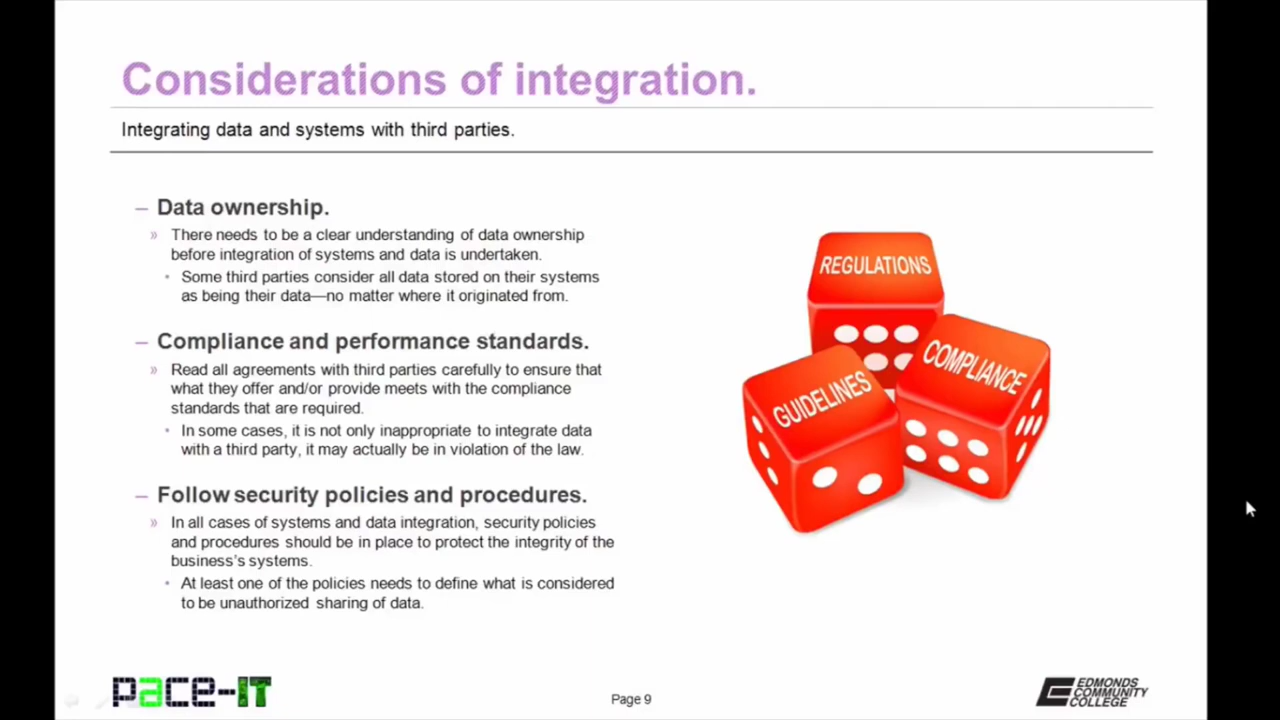 Considerations of integration.
Integrating data and systems with third parties.
– Data ownership.
» There needs to be a clear understanding of data ownership
before integration of systems and data is undertaken.
• Some third parties consider all data stored on their systems
as being their data—no matter where it originated from.
– Compliance and performance standards.
» Read all agreements with third parties carefully to ensure that
what they offer and/or provide meets with the compliance
standards that are required.
• In some cases, it is not only inappropriate to integrate data
with a third party, it may actually be in violation of the law.
– Follow security policies and procedures.
» In all cases of systems and data integration, security policies
and procedures should be in place to protect the integrity of the
business's systems.
• At least one of the policies needs to define what is considered
to be unauthorized sharing of data.
REGULATIONS
COMPLIANCE
GUIDELINES
pace-IT
Page 9
EDMONDS
COMMUNITY
COLLEGE